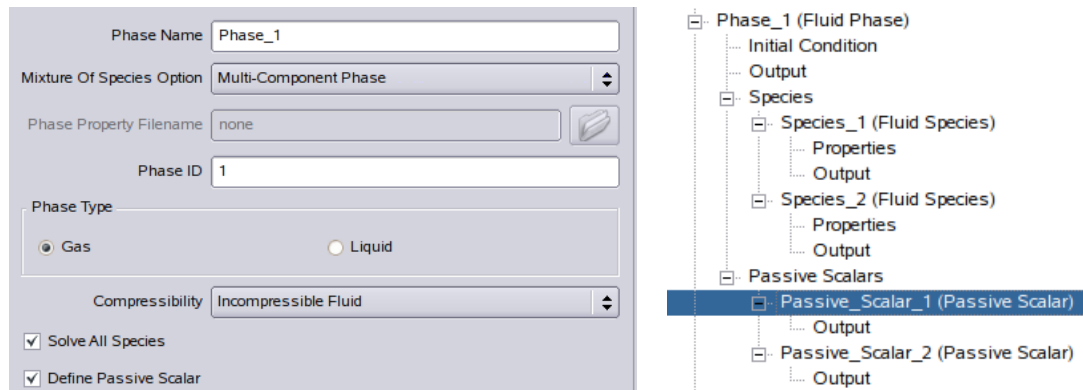 Phase Name Phase_1
Mixture Of Species Option Multi-Component Phase
Phase Property Filename none
Phase ID 1
Phase Type
Gas Liquid
Compressibility Incompressible Fluid
Solve All Species
Define Passive Scalar
Phase_1 (Fluid Phase)
Initial Condition
Output
Species
Species_1 (Fluid Species)
Properties
Output
Species_2 (Fluid Species)
Properties
Output
Passive Scalars
Passive_Scalar_1 (Passive Scalar)
Output
Passive_Scalar_2 (Passive Scalar)
Output